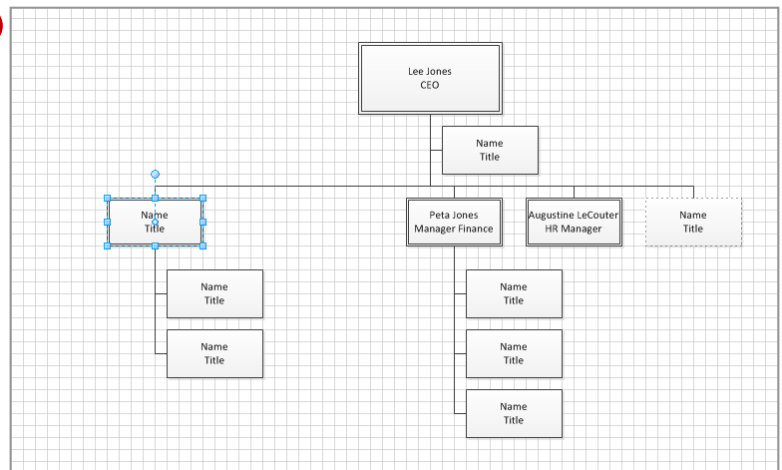 Lee Jones
CEO
Name
Title
Name
Title
Peta Jones
Manager Finance
Augustine LeCouter
HR Manager
Name
Title
Name
Title
Name
Title
Name
Title
Name
Title
Name
Title